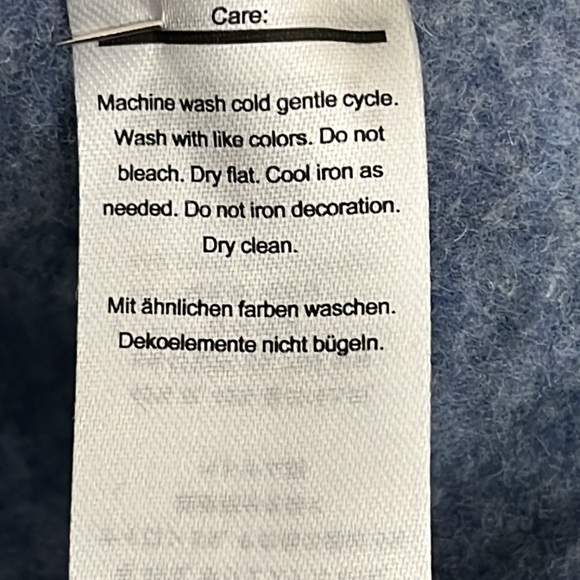 Care:
Machine wash cold gentle cycle.
Wash with like colors. Do not
bleach. Dry flat. Cool iron as
needed. Do not iron decoration.
Dry clean.
Mit ähnlichen farben waschen.
Dekoelemente nicht bügeln.